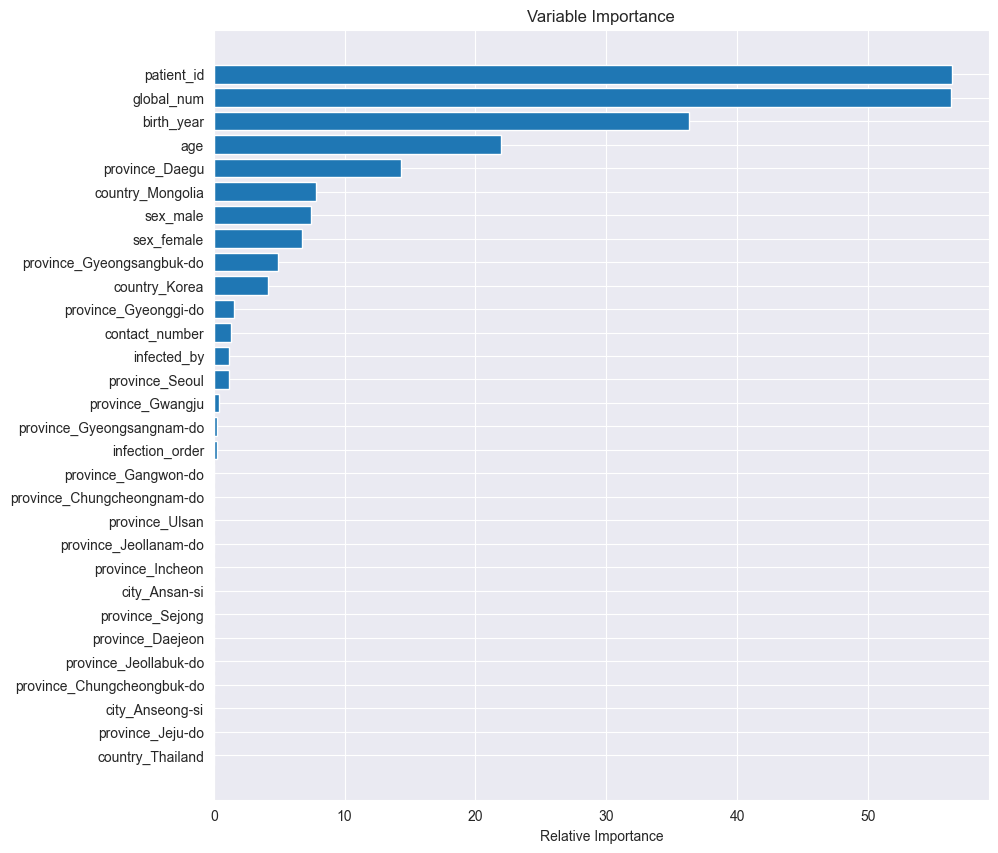 Variable Importance
patient_id
global_num
birth_year
age
province_Daegu
country_Mongolia
sex_male
sex_female
province_Gyeongsangbuk-do
country_Korea
province_Gyeonggi-do
contact_number
infected_by
province_Seoul
province_Gwangju
province_Gyeongsangnam-do
infection_order
province_Gangwon-do
province_Chungcheongnam-do
province_Ulsan
province_Jeollanam-do
province_Incheon
city_Ansan-si
province_Sejong
province_Daejeon
province_Jeollabuk-do
province_Chungcheongbuk-do
city_Anseong-si
province_Jeju-do
country_Thailand
0 10 20 30 40 50
Relative Importance